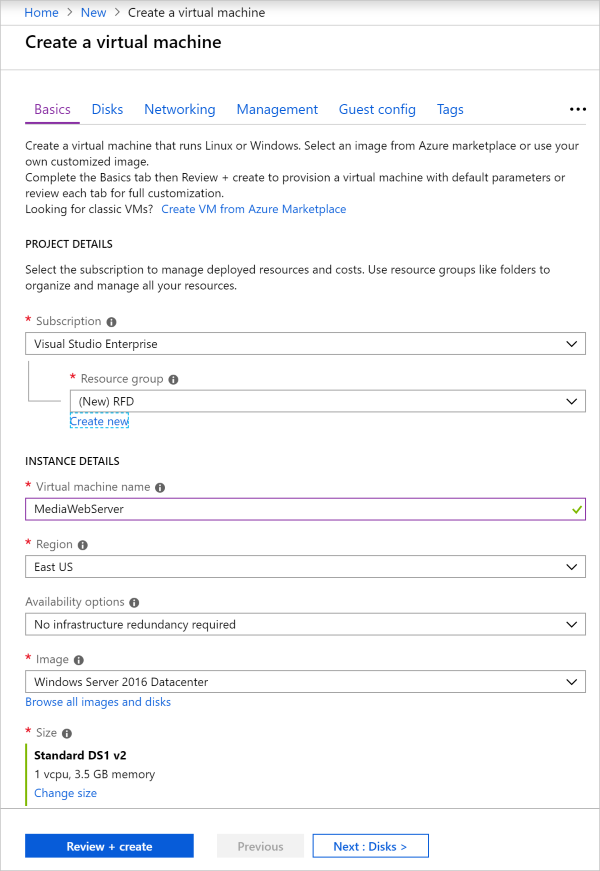 Home > New > Create a virtual machine
Create a virtual machine
Basics Disks Networking Management Guest config Tags ...
Create a virtual machine that runs Linux or Windows. Select an image from Azure marketplace or use your
own customized image.
Complete the Basics tab then Review + create to provision a virtual machine with default parameters or
review each tab for full customization.
Looking for classic VMs? Create VM from Azure Marketplace
PROJECT DETAILS
Select the subscription to manage deployed resources and costs. Use resource groups like folders to
organize and manage all your resources.
* Subscription
Visual Studio Enterprise
* Resource group
(New) RFD
Create new
INSTANCE DETAILS
* Virtual machine name
MediaWebServer
* Region
East US
Availability options
No infrastructure redundancy required
* Image
Windows Server 2016 Datacenter
Browse all images and disks
* Size
Standard DS1 v2
1 vcpu, 3.5 GB memory
Change size
Review + create Previous Next : Disks >